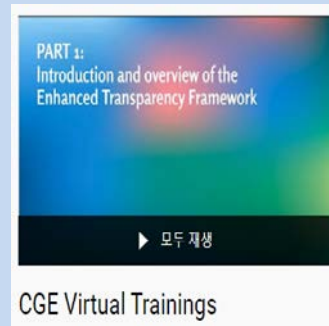 PART 1:
Introduction and overview of the
Enhanced Transparency Framework
모두 재생
CGE Virtual Trainings